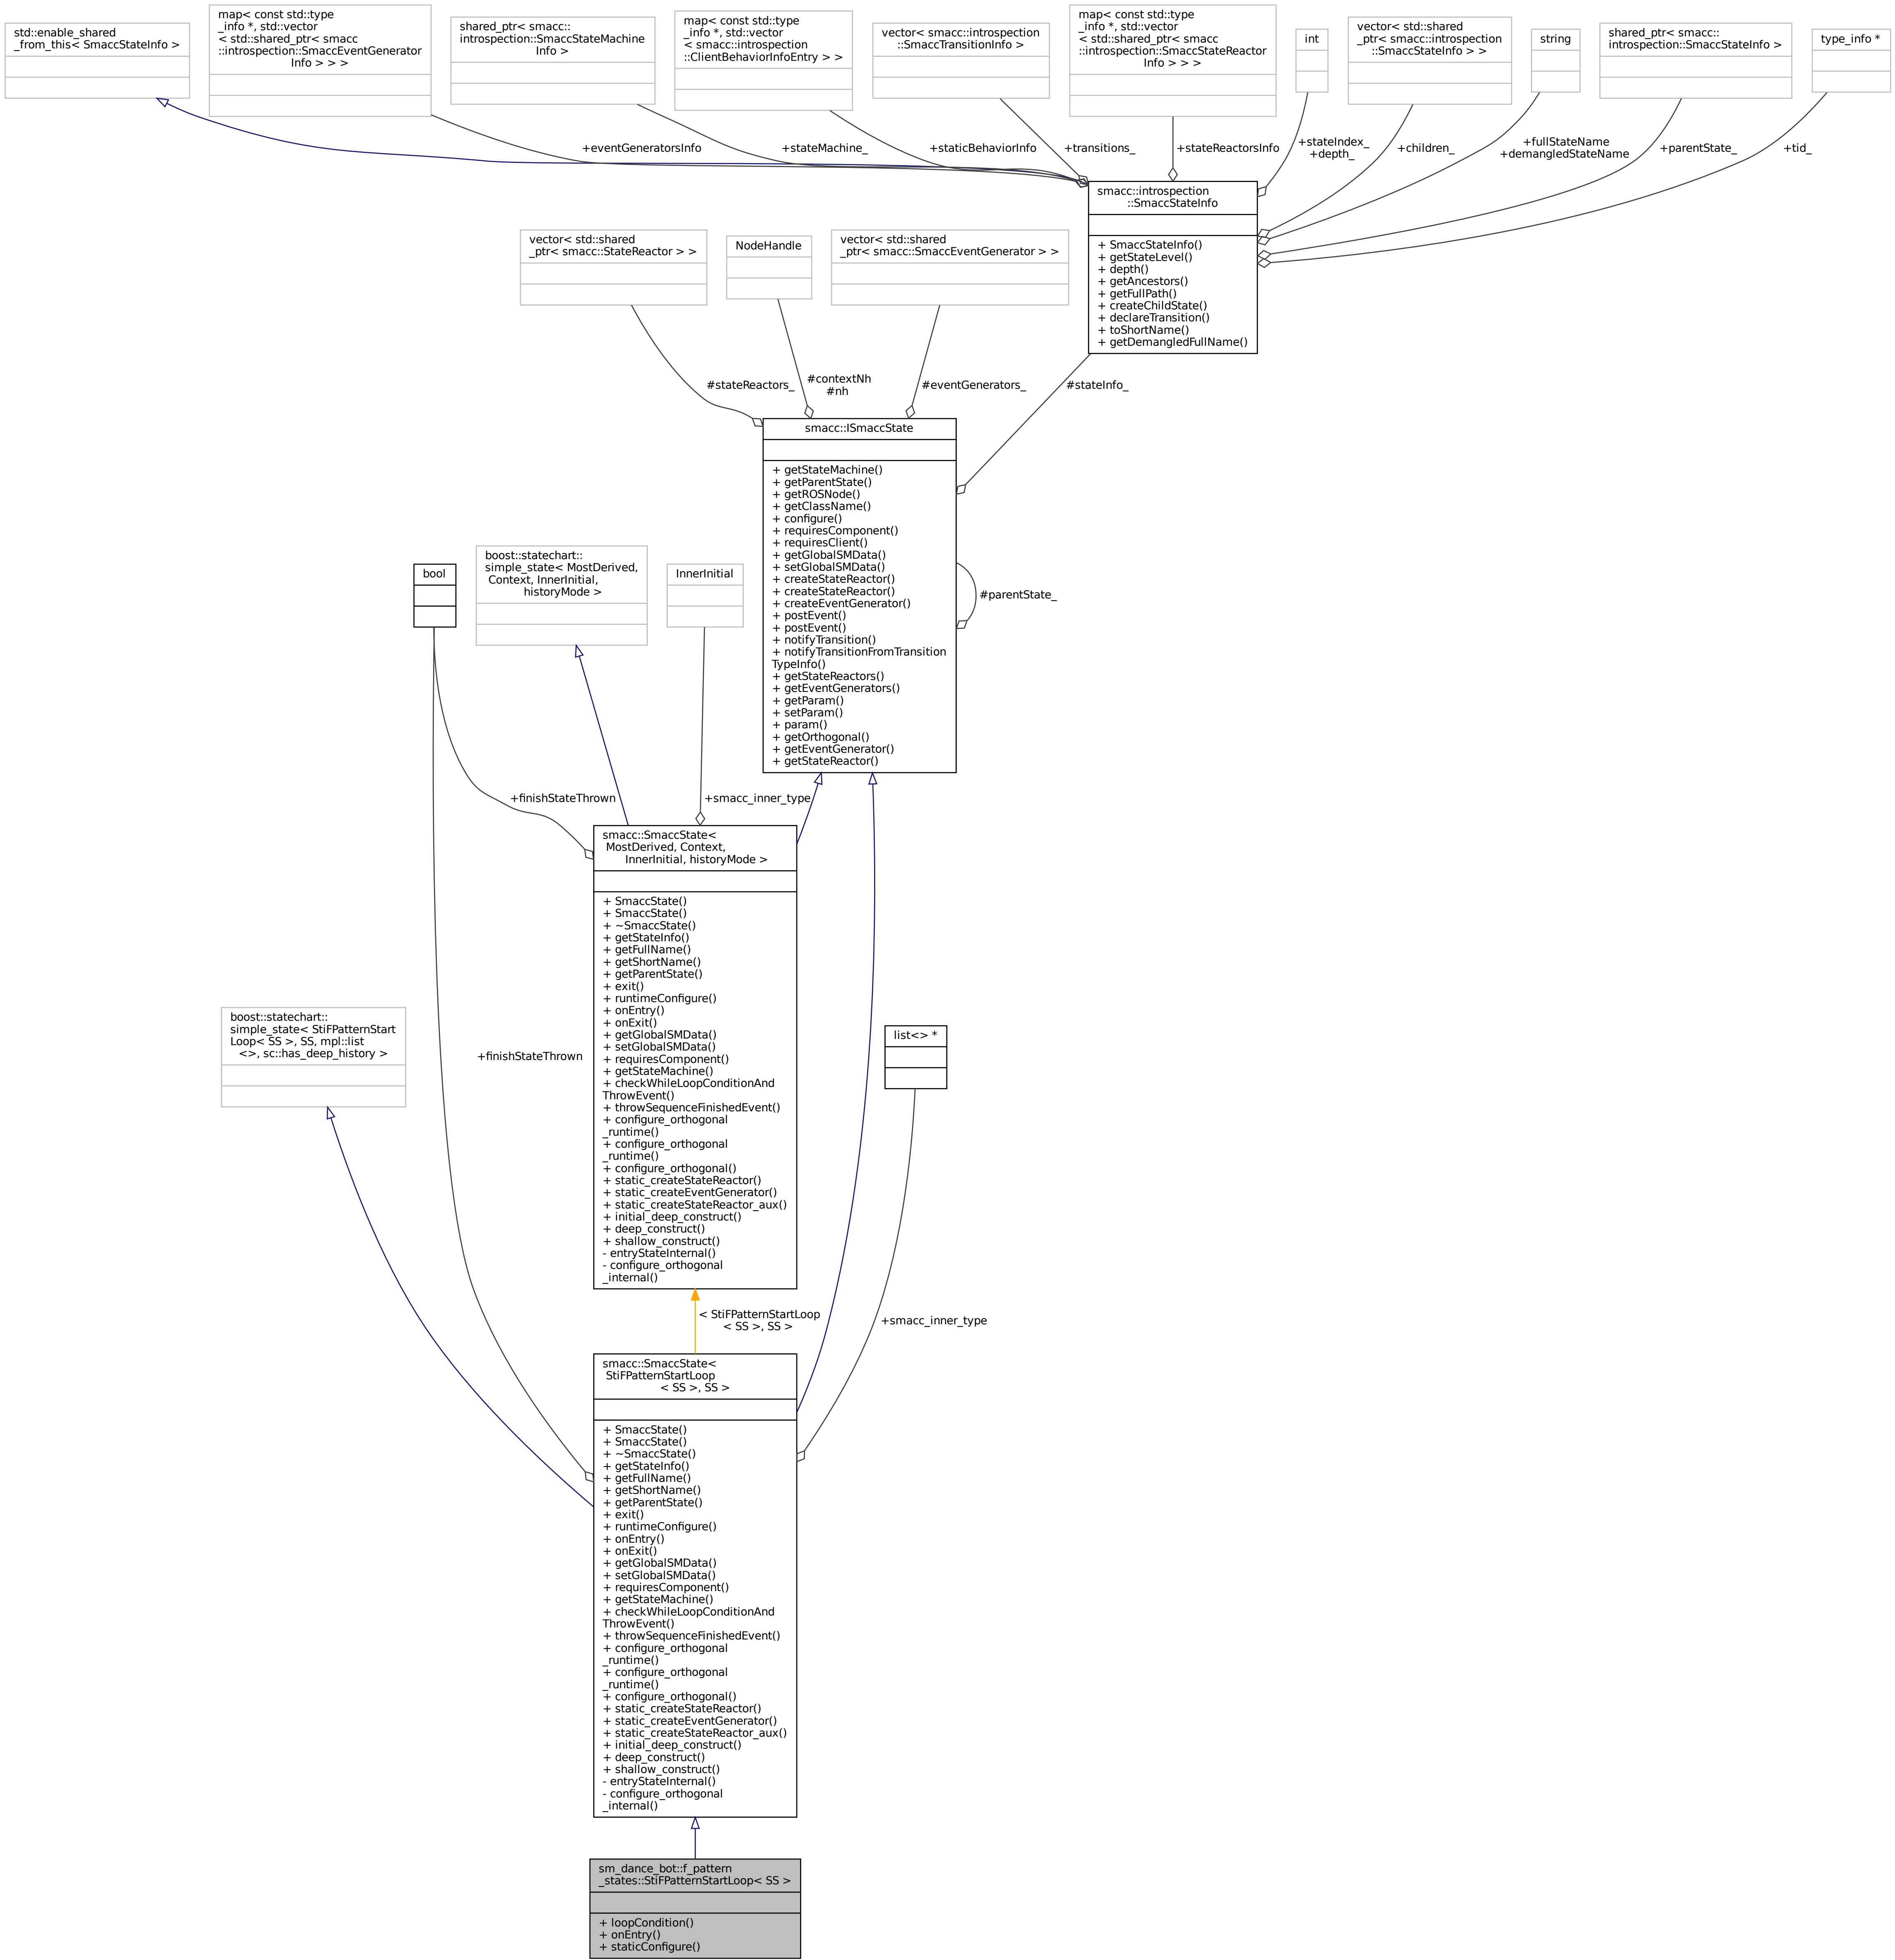 std::enable_shared
_from_this< SmaccStateInfo >
map< const std::type
_info *, std::vector
< std::shared_ptr< smacc
::introspection::SmaccEventGenerator
Info > > >
shared_ptr< smacc::
introspection::SmaccStateMachine
Info >
map< const std::type
_info *, std::vector
< smacc::introspection
::ClientBehaviorInfoEntry > >
vector< smacc::introspection
::SmaccTransitionInfo >
map< const std::type
_info *, std::vector
< std::shared_ptr< smacc
::introspection::SmaccStateReactor
Info > > >
int
vector< std::shared
_ptr< smacc::introspection
::SmaccStateInfo > >
string
shared_ptr< smacc::
introspection::SmaccStateInfo >
type_info *
+eventGeneratorsInfo
+stateMachine_
+staticBehaviorInfo
+transitions_
+stateReactorsInfo
+stateIndex_
+depth_
+children_
+fullStateName
+demangledStateName
+parentState_
+tid_
smacc::introspection
::SmaccStateInfo
+ SmaccStateInfo()
+ getStateLevel()
+ depth()
+ getAncestors()
+ getFullPath()
+ createChildState()
+ declareTransition()
+ toShortName()
+ getDemangledFullName()
vector< std::shared
_ptr< smacc::StateReactor > >
NodeHandle
vector< std::shared
_ptr< smacc::SmaccEventGenerator > >
#stateReactors_
#contextNh
#nh
#eventGenerators_
#stateInfo_
smacc::ISmaccState
+ getStateMachine()
+ getParentState()
+ getROSNode()
+ getClassName()
+ configure()
+ requiresComponent()
+ requiresClient()
+ getGlobalSMData()
+ setGlobalSMData()
+ createStateReactor()
+ createStateReactor()
+ createEventGenerator()
+ postEvent()
+ postEvent()
+ notifyTransition()
+ notifyTransitionFromTransition
TypeInfo()
+ getStateReactors()
+ getEventGenerators()
+ getParam()
+ setParam()
+ param()
+ getOrthogonal()
+ getEventGenerator()
+ getStateReactor()
#parentState_
bool
boost::statechart::
simple_state< MostDerived,
Context, InnerInitial,
historyMode >
InnerInitial
+finishStateThrown
+smacc_inner_type
smacc::SmaccState<
MostDerived, Context,
InnerInitial, historyMode >
+ SmaccState()
+ SmaccState()
+ ~SmaccState()
+ getStateInfo()
+ getFullName()
+ getShortName()
+ getParentState()
+ exit()
+ runtimeConfigure()
+ onEntry()
+ onExit()
+ getGlobalSMData()
+ setGlobalSMData()
+ requiresComponent()
+ getStateMachine()
+ checkWhileLoopConditionAnd
ThrowEvent()
+ throwSequenceFinishedEvent()
+ configure_orthogonal
_runtime()
+ configure_orthogonal
_runtime()
+ configure_orthogonal()
+ static_createStateReactor()
+ static_createEventGenerator()
+ static_createStateReactor_aux()
+ initial_deep_construct()
+ deep_construct()
+ shallow_construct()
- entryStateInternal()
- configure_orthogonal
_internal()
boost::statechart::
simple_state< StiFPatternStart
Loop< SS >, SS, mpl::list
<>, sc::has_deep_history >
+finishStateThrown
list<> *
< StiFPatternStartLoop
< SS >, SS >
+smacc_inner_type
smacc::SmaccState<
StiFPatternStartLoop
< SS >, SS >
+ SmaccState()
+ SmaccState()
+ ~SmaccState()
+ getStateInfo()
+ getFullName()
+ getShortName()
+ getParentState()
+ exit()
+ runtimeConfigure()
+ onEntry()
+ onExit()
+ getGlobalSMData()
+ setGlobalSMData()
+ requiresComponent()
+ getStateMachine()
+ checkWhileLoopConditionAnd
ThrowEvent()
+ throwSequenceFinishedEvent()
+ configure_orthogonal
_runtime()
+ configure_orthogonal
_runtime()
+ configure_orthogonal()
+ static_createStateReactor()
+ static_createEventGenerator()
+ static_createStateReactor_aux()
+ initial_deep_construct()
+ deep_construct()
+ shallow_construct()
- entryStateInternal()
- configure_orthogonal
_internal()
sm_dance_bot::f_pattern
_states::StiFPatternStartLoop< SS >
+ loopCondition()
+ onEntry()
+ staticConfigure()